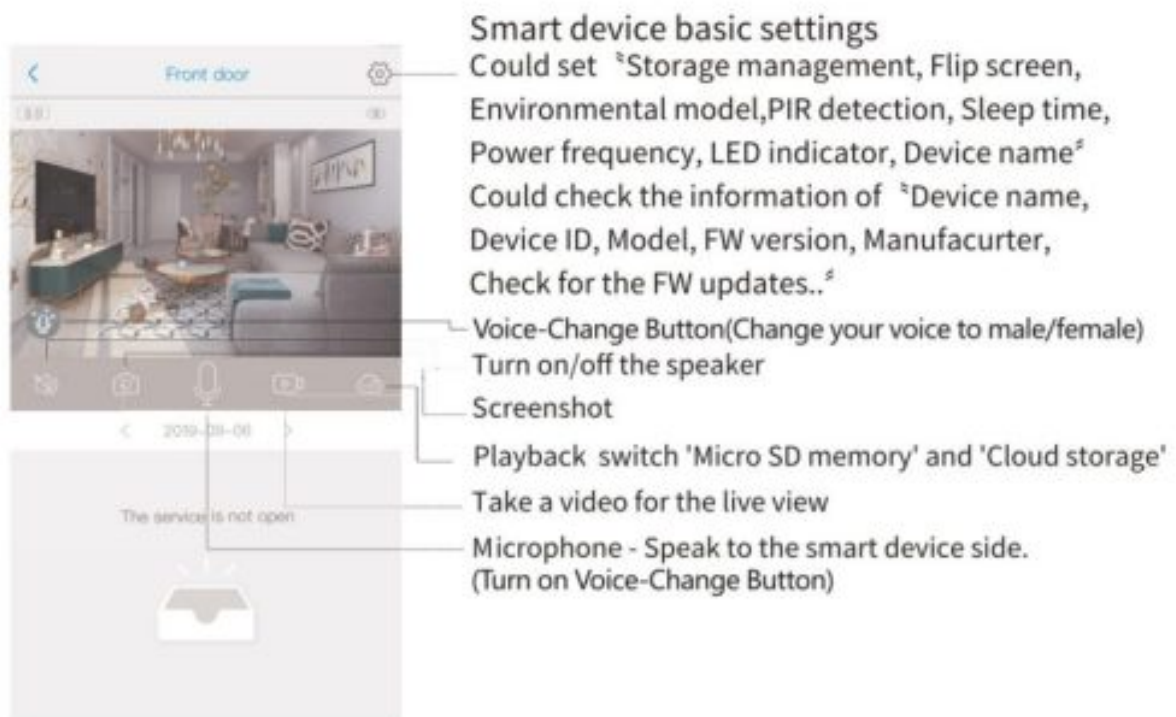 Front door
Smart device basic settings
Could set 〝Storage management, Flip screen,
Environmental model,PIR detection, Sleep time,
Power frequency, LED indicator, Device name〞
Could check the information of 〝Device name,
Device ID, Model, FW version, Manufacurter,
Check for the FW updates..〞
Voice-Change Button(Change your voice to male/female)
Turn on/off the speaker
Screenshot
Playback switch 'Micro SD memory' and 'Cloud storage'
Take a video for the live view
Microphone - Speak to the smart device side.
(Turn on Voice-Change Button)
2019-09-06
The service is not open